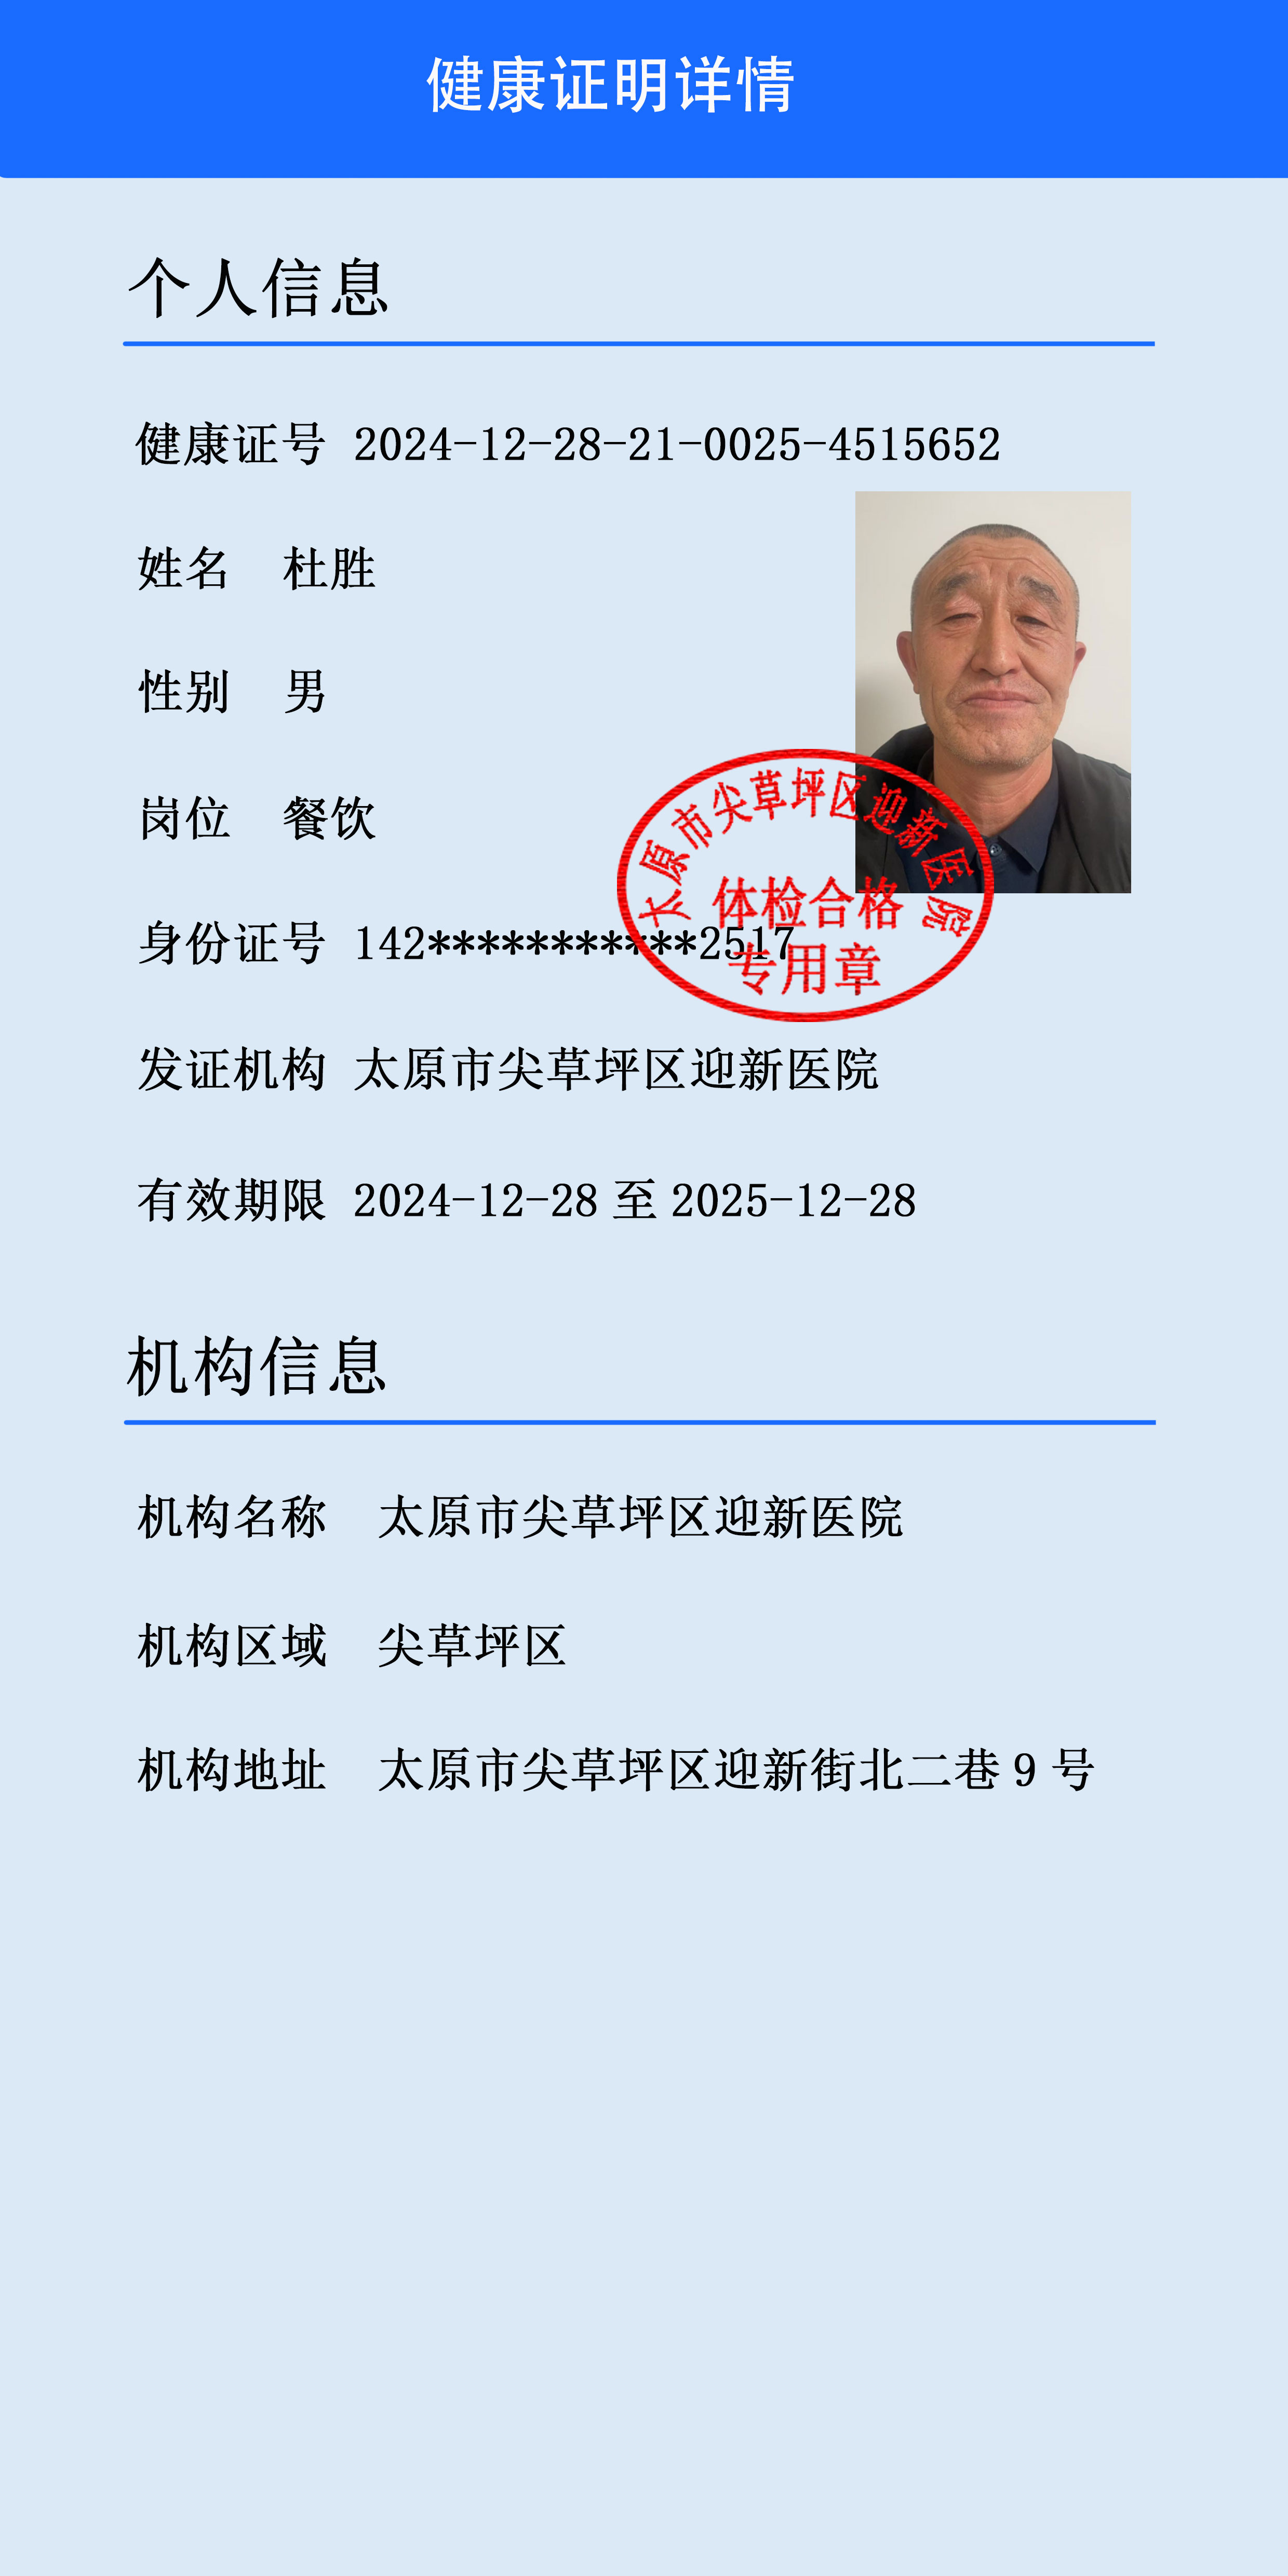 健康证明详情
个人信息
健康证号 2024-12-28-21-0025-4515652
姓名 杜胜
性别 男
岗位 餐饮
太原市尖草坪区迎新医院
体检合格
专用章
身份证号 142***********2517
发证机构 太原市尖草坪区迎新医院
有效期限 2024-12-28 至 2025-12-28
机构信息
机构名称 太原市尖草坪区迎新医院
机构区域 尖草坪区
机构地址 太原市尖草坪区迎新街北二巷 9 号